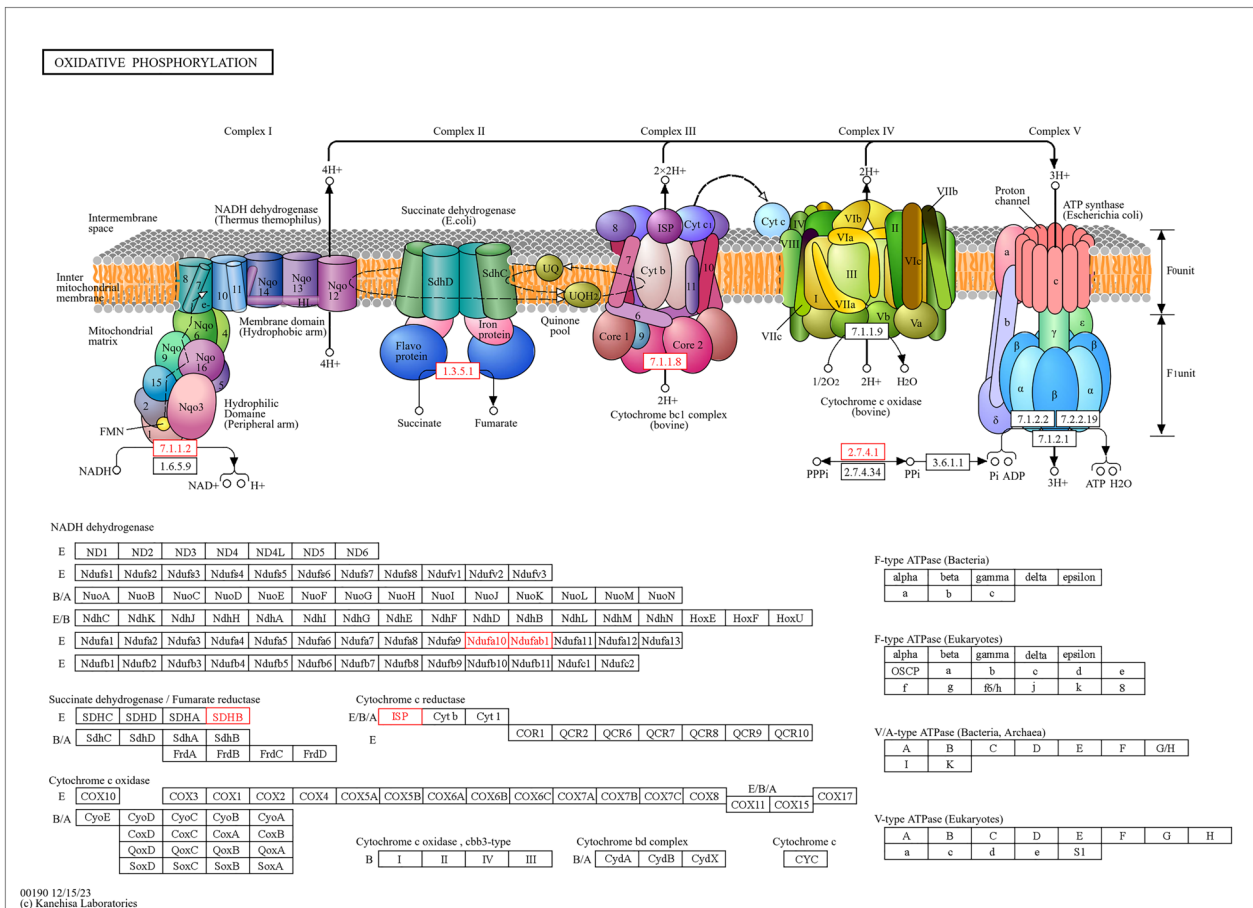 OXIDATIVE PHOSPHORYLATION
Complex I
Complex II
Complex III
Complex IV
Complex V
4H+
2×2H+
2H+
3H+
Intermembrane
space
NADH dehydrogenase
(Thermus themophilus)
Succinate dehydrogenase
(E.coli)
8
ISP
Cyt c1
Cyt c
IV
VIb
VIIb
Proton
channel
ATP synthase
(Escherichia coli)
Innter
mitochondrial
membrane
8
7
e-
10
11
Nqo
14
Nqo
13
HI
Nqo
12
SdhD
SdhC
UQ
UQH2
7
Cyt b
10
11
VIII
VIa
II
III
VIc
I
VIIa
a
c
Founit
Mitochondrial
matrix
Nqo
6
4
Membrane domain
(Hydrophobic arm)
Quinone
pool
6
VIIc
Vb
Va
b
γ
ε
Nqo
9
Nqo
16
5
4H+
Flavo
protein
Iron
protein
Core 1
9
Core 2
7.1.1.9
β
β
α
β
α
F1unit
15
2
Nqo3
1
FMN
Hydrophilic
Domaine
(Peripheral arm)
1.3.5.1
7.1.1.8
1/2O2
2H+
H2O
Succinate
Fumarate
2H+
Cytochrome bc1 complex
(bovine)
Cytochrome c oxidase
(bovine)
δ
7.1.2.2
7.2.2.19
7.1.2.1
NADH
7.1.1.2
1.6.5.9
NAD+
H+
PPPi
2.7.4.1
2.7.4.34
PPi
3.6.1.1
Pi ADP
3H+
ATP H2O
NADH dehydrogenase
E ND1 ND2 ND3 ND4 ND4L ND5 ND6
E Ndufs1 Ndufs2 Ndufs3 Ndufs4 Ndufs5 Ndufs6 Ndufs7 Ndufs8 Ndufv1 Ndufv2 Ndufv3
B/A NuoA NuoB NuoC NuoD NuoE NuoF NuoG NuoH NuoI NuoJ NuoK NuoL NuoM NuoN
E/B NdhC NdhK NdhJ NdhH NdhA NdhI NdhG NdhE NdhF NdhD NdhB NdhL NdhM NdhN HoxE HoxF HoxU
E Ndufa1 Ndufa2 Ndufa3 Ndufa4 Ndufa5 Ndufa6 Ndufa7 Ndufa8 Ndufa9 Ndufa10 Ndufab1 Ndufa11 Ndufa12 Ndufa13
E Ndufb1 Ndufb2 Ndufb3 Ndufb4 Ndufb5 Ndufb6 Ndufb7 Ndufb8 Ndufb9 Ndufb10 Ndufb11 Ndufc1 Ndufc2
Succinate dehydrogenase / Fumarate reductase
E SDHC SDHD SDHA SDHB
B/A SdhC SdhD SdhA SdhB
FrdA FrdB FrdC FrdD
Cytochrome c reductase
E/B/A ISP Cyt b Cyt 1
E COR1 QCR2 QCR6 QCR7 QCR8 QCR9 QCR10
Cytochrome c oxidase
E COX10 COX3 COX1 COX2 COX4 COX5A COX5B COX6A COX6B COX6C COX7A COX7B COX7C COX8
E/B/A
COX11 COX15 COX17
B/A CyoE CyoD CyoC CyoB CyoA
CoxD CoxC CoxA CoxB
QoxD QoxC QoxB QoxA
SoxD SoxC SoxB SoxA
Cytochrome c oxidase , cbb3-type
B I II IV III
Cytochrome bd complex
B/A CydA CydB CydX
Cytochrome c
CYC
F-type ATPase (Bacteria)
alpha beta gamma delta epsilon
a b c
F-type ATPase (Eukaryotes)
alpha beta gamma delta epsilon
OSCP a b c d e
f g f6/h j k 8
V/A-type ATPase (Bacteria, Archaea)
A B C D E F G/H
I K
V-type ATPase (Eukaryotes)
A B C D E F G H
a c d e S1
00190 12/15/23
(c) Kanehisa Laboratories